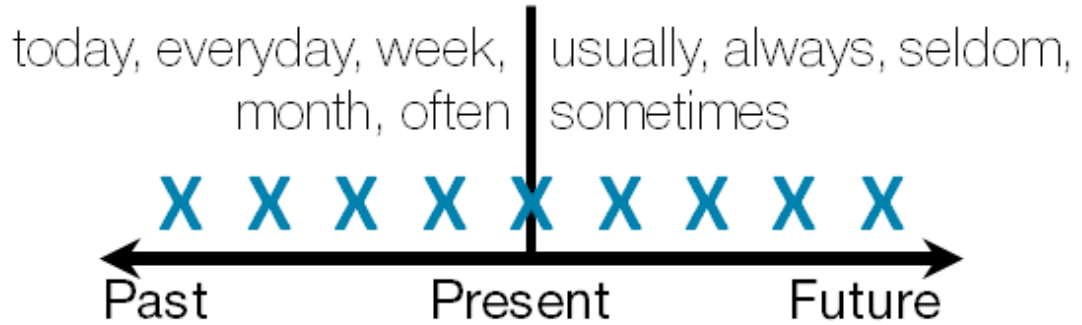 today, everyday, week, usually, always, seldom,
month, often sometimes
X X X X X X X X X
Past Present Future